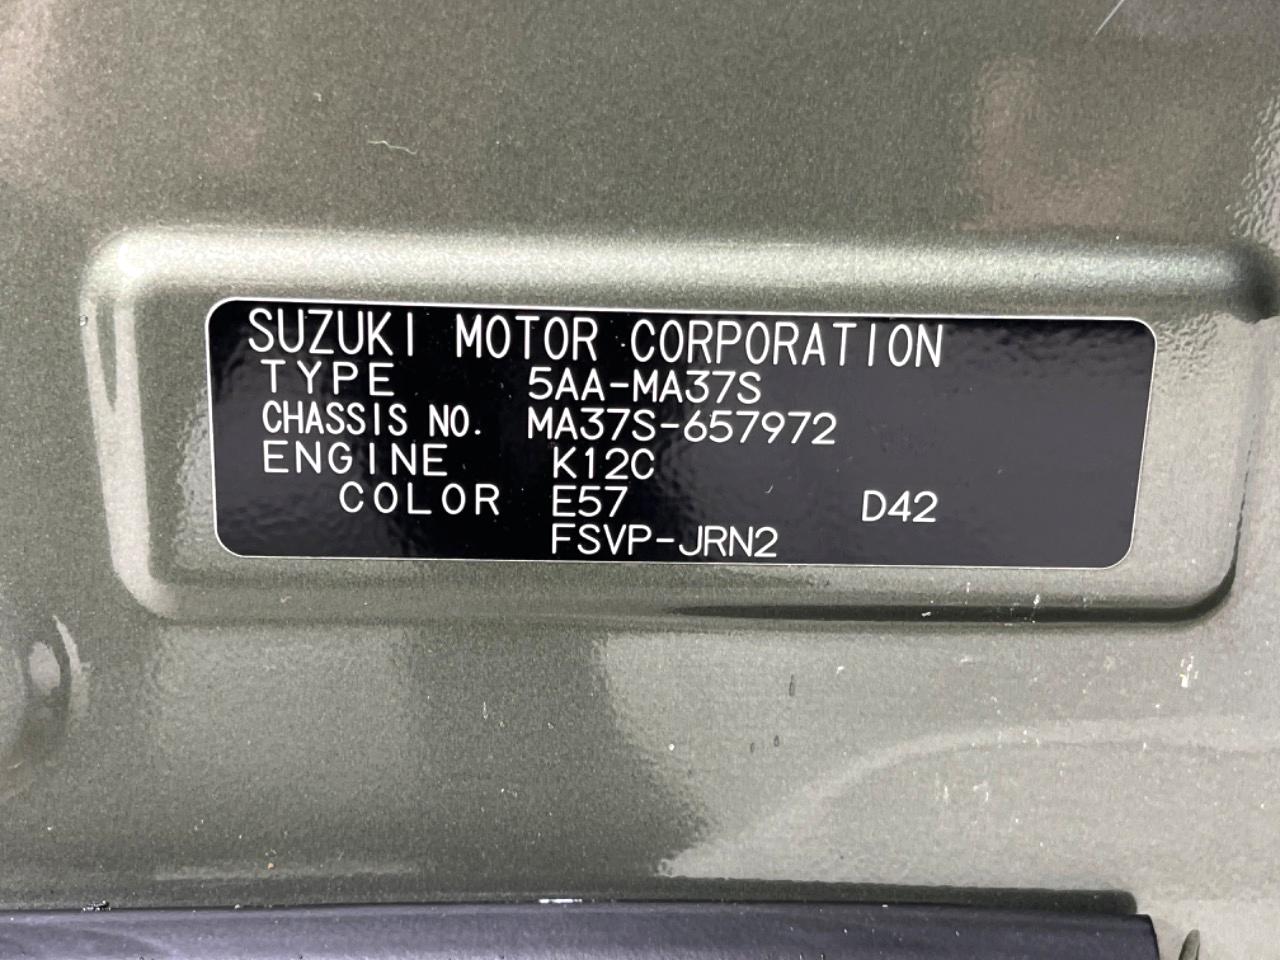 SUZUKI MOTOR CORPORATION
TYPE 5AA-MA37S
CHASSIS NO. MA37S-657972
ENGINE K12C
COLOR E57 D42
FSVP-JRN2